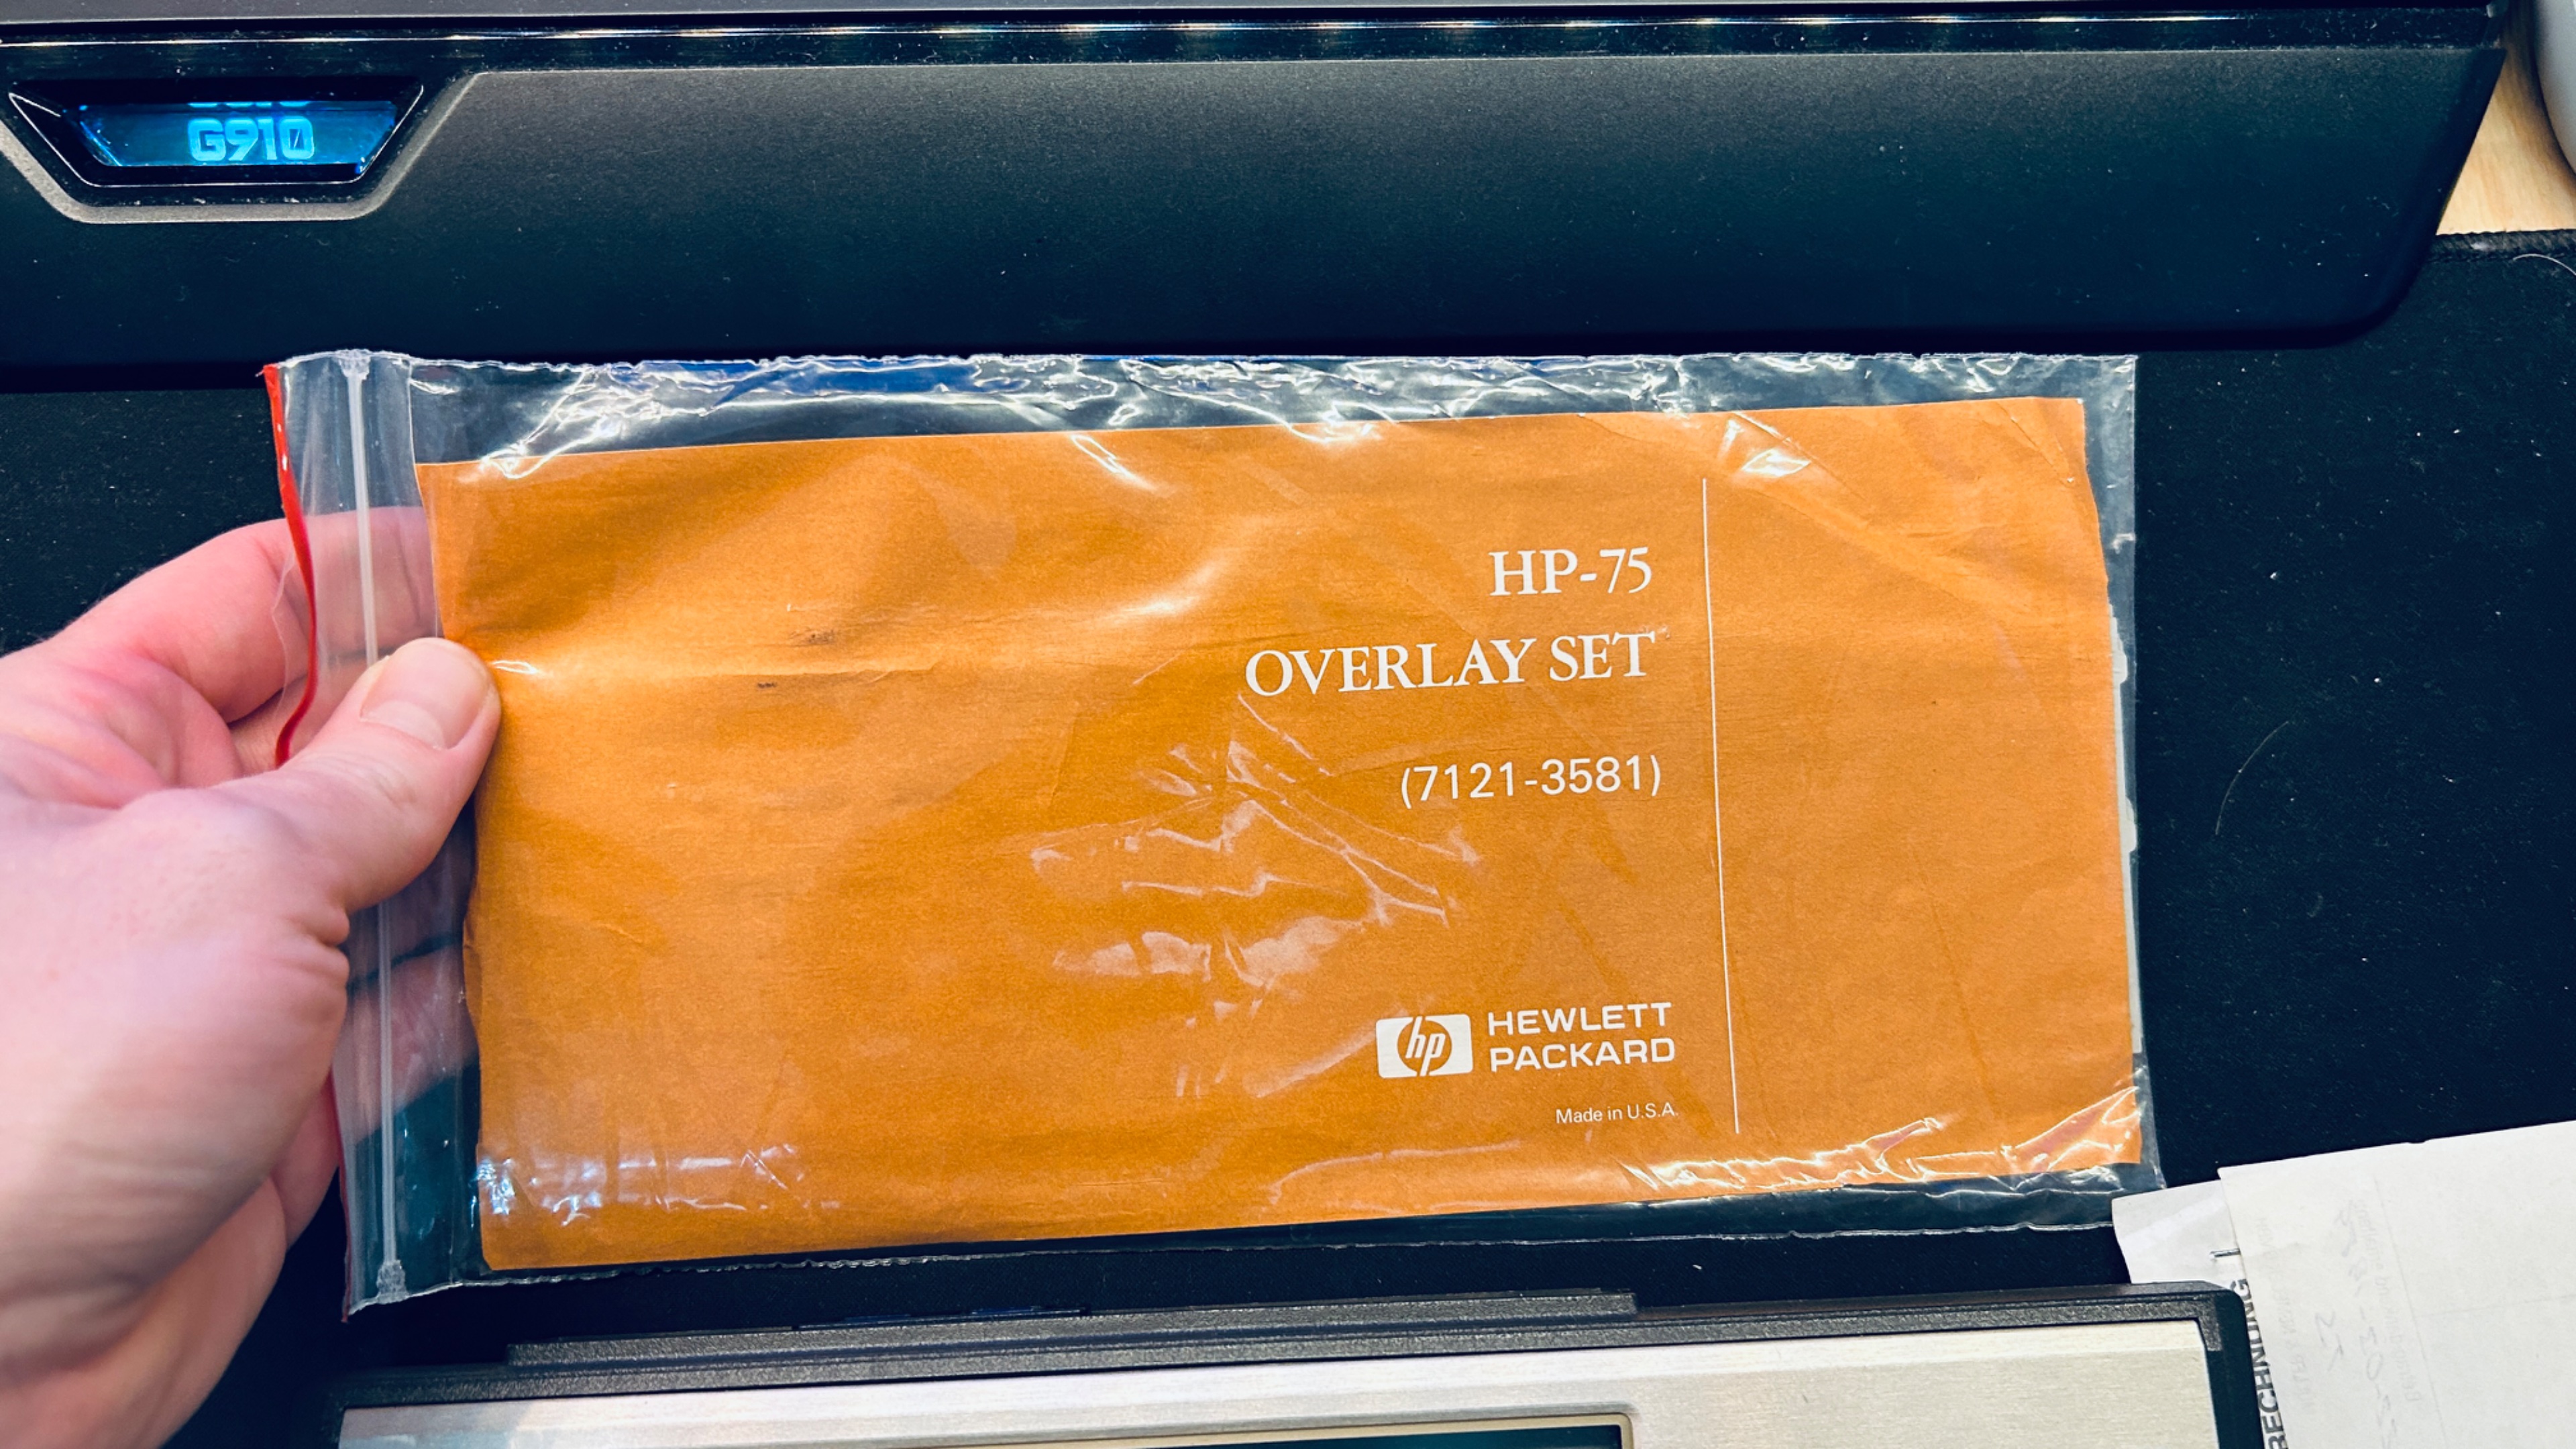 G910
HP-75
OVERLAY SET
(7121-3581)
hp HEWLETT
PACKARD
Made in U.S.A.